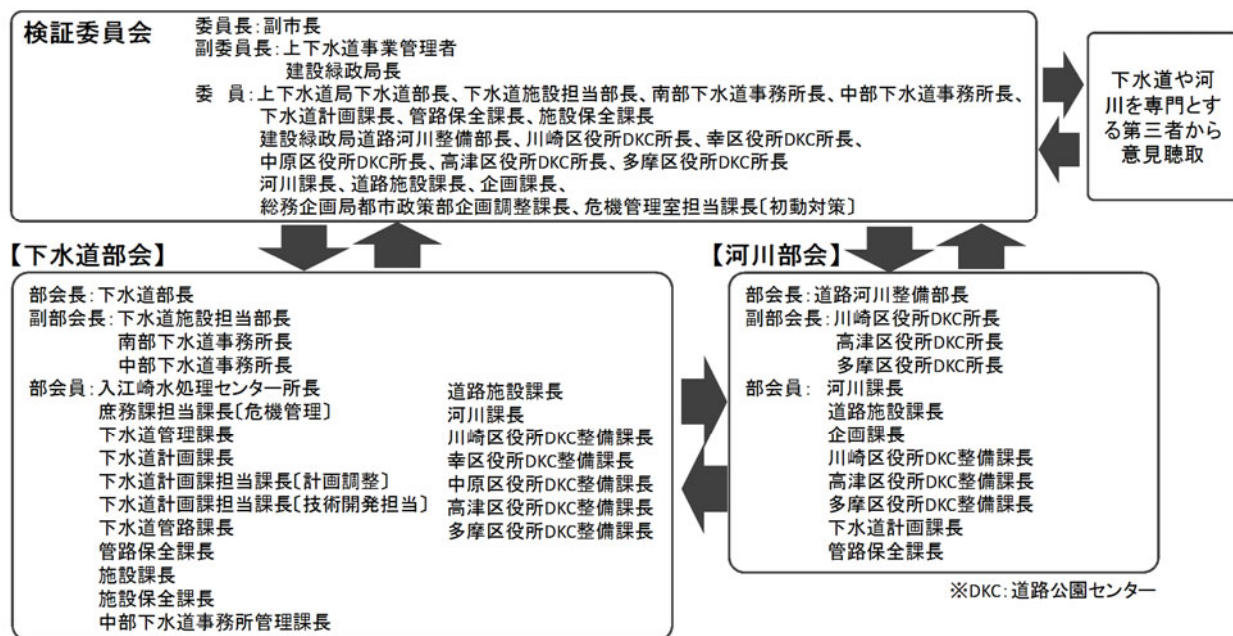 検証委員会
委員長：副市長
副委員長：上下水道事業管理者
建設緑政局長
委　員：上下水道局下水道部長、下水道施設担当部長、南部下水道事務所長、中部下水道事務所長、
下水道計画課長、管路保全課長、施設保全課長
建設緑政局道路河川整備部長、川崎区役所DKC所長、幸区役所DKC所長、
中原区役所DKC所長、高津区役所DKC所長、多摩区役所DKC所長
河川課長、道路施設課長、企画課長、
総務企画局都市政策部企画調整課長、危機管理室担当課長〔初動対策〕
下水道や河
川を専門とす
る第三者から
意見聴取
【下水道部会】
部会長：下水道部長
副部会長：下水道施設担当部長
南部下水道事務所長
中部下水道事務所長
部会員：入江崎水処理センター所長
庶務課担当課長〔危機管理〕
下水道管理課長
下水道計画課長
下水道計画課担当課長〔計画調整〕
下水道計画課担当課長〔技術開発担当〕
下水道管路課長
管路保全課長
施設課長
施設保全課長
中部下水道事務所管理課長
道路施設課長
河川課長
川崎区役所DKC整備課長
幸区役所DKC整備課長
中原区役所DKC整備課長
高津区役所DKC整備課長
多摩区役所DKC整備課長
【河川部会】
部会長：道路河川整備部長
副部会長：川崎区役所DKC所長
高津区役所DKC所長
多摩区役所DKC所長
部会員：河川課長
道路施設課長
企画課長
川崎区役所DKC整備課長
高津区役所DKC整備課長
多摩区役所DKC整備課長
下水道計画課長
管路保全課長
※DKC：道路公園センター